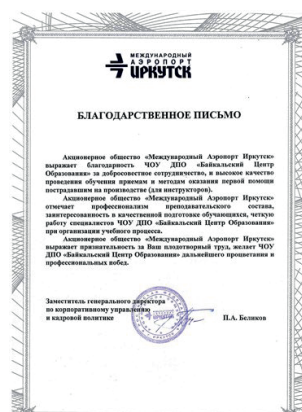 МЕЖДУНАРОДНЫЙ
АЭРОПОРТ
ИРКУТСК
БЛАГОДАРСТВЕННОЕ ПИСЬМО
Акционерное общество «Международный Аэропорт Иркутск»
выражает благодарность ЧОУ ДПО «Байкальский Центр
Образования» за добросовестное сотрудничество, и высокое качество
проведения обучения приемам и методам оказания первой помощи
пострадавшим на производстве (для инструкторов).
Акционерное общество «Международный Аэропорт Иркутск»
отмечает профессионализм преподавательского состава,
заинтересованность в качественной подготовке обучающихся, четкую
работу специалистов ЧОУ ДПО «Байкальский Центр Образования»
при организации учебного процесса.
Акционерное общество «Международный Аэропорт Иркутск»
выражает признательность за Ваш плодотворный труд, желает ЧОУ
ДПО «Байкальский Центр Образования» дальнейшего процветания и
профессиональных побед.
Заместитель генерального директора
по корпоративному управлению
и кадровой политике П.А. Беликов